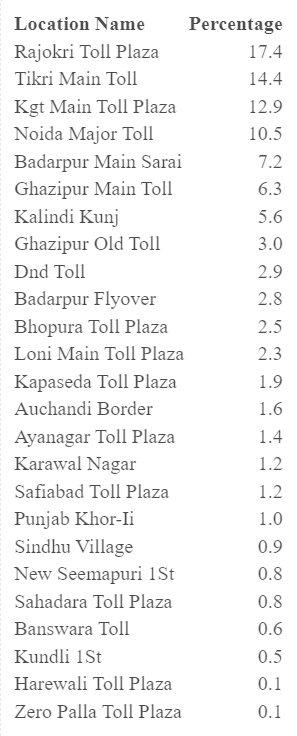 Location Name Percentage
Rajokri Toll Plaza 17.4
Tikri Main Toll 14.4
Kgt Main Toll Plaza 12.9
Noida Major Toll 10.5
Badarpur Main Sarai 7.2
Ghazipur Main Toll 6.3
Kalindi Kunj 5.6
Ghazipur Old Toll 3.0
Dnd Toll 2.9
Badarpur Flyover 2.8
Bhopura Toll Plaza 2.5
Loni Main Toll Plaza 2.3
Kapaseda Toll Plaza 1.9
Auchandi Border 1.6
Ayanagar Toll Plaza 1.4
Karawal Nagar 1.2
Safiabad Toll Plaza 1.2
Punjab Khor-Ii 1.0
Sindhu Village 0.9
New Seemapuri 1St 0.8
Sahadara Toll Plaza 0.8
Banswara Toll 0.6
Kundli 1St 0.5
Harewali Toll Plaza 0.1
Zero Palla Toll Plaza 0.1